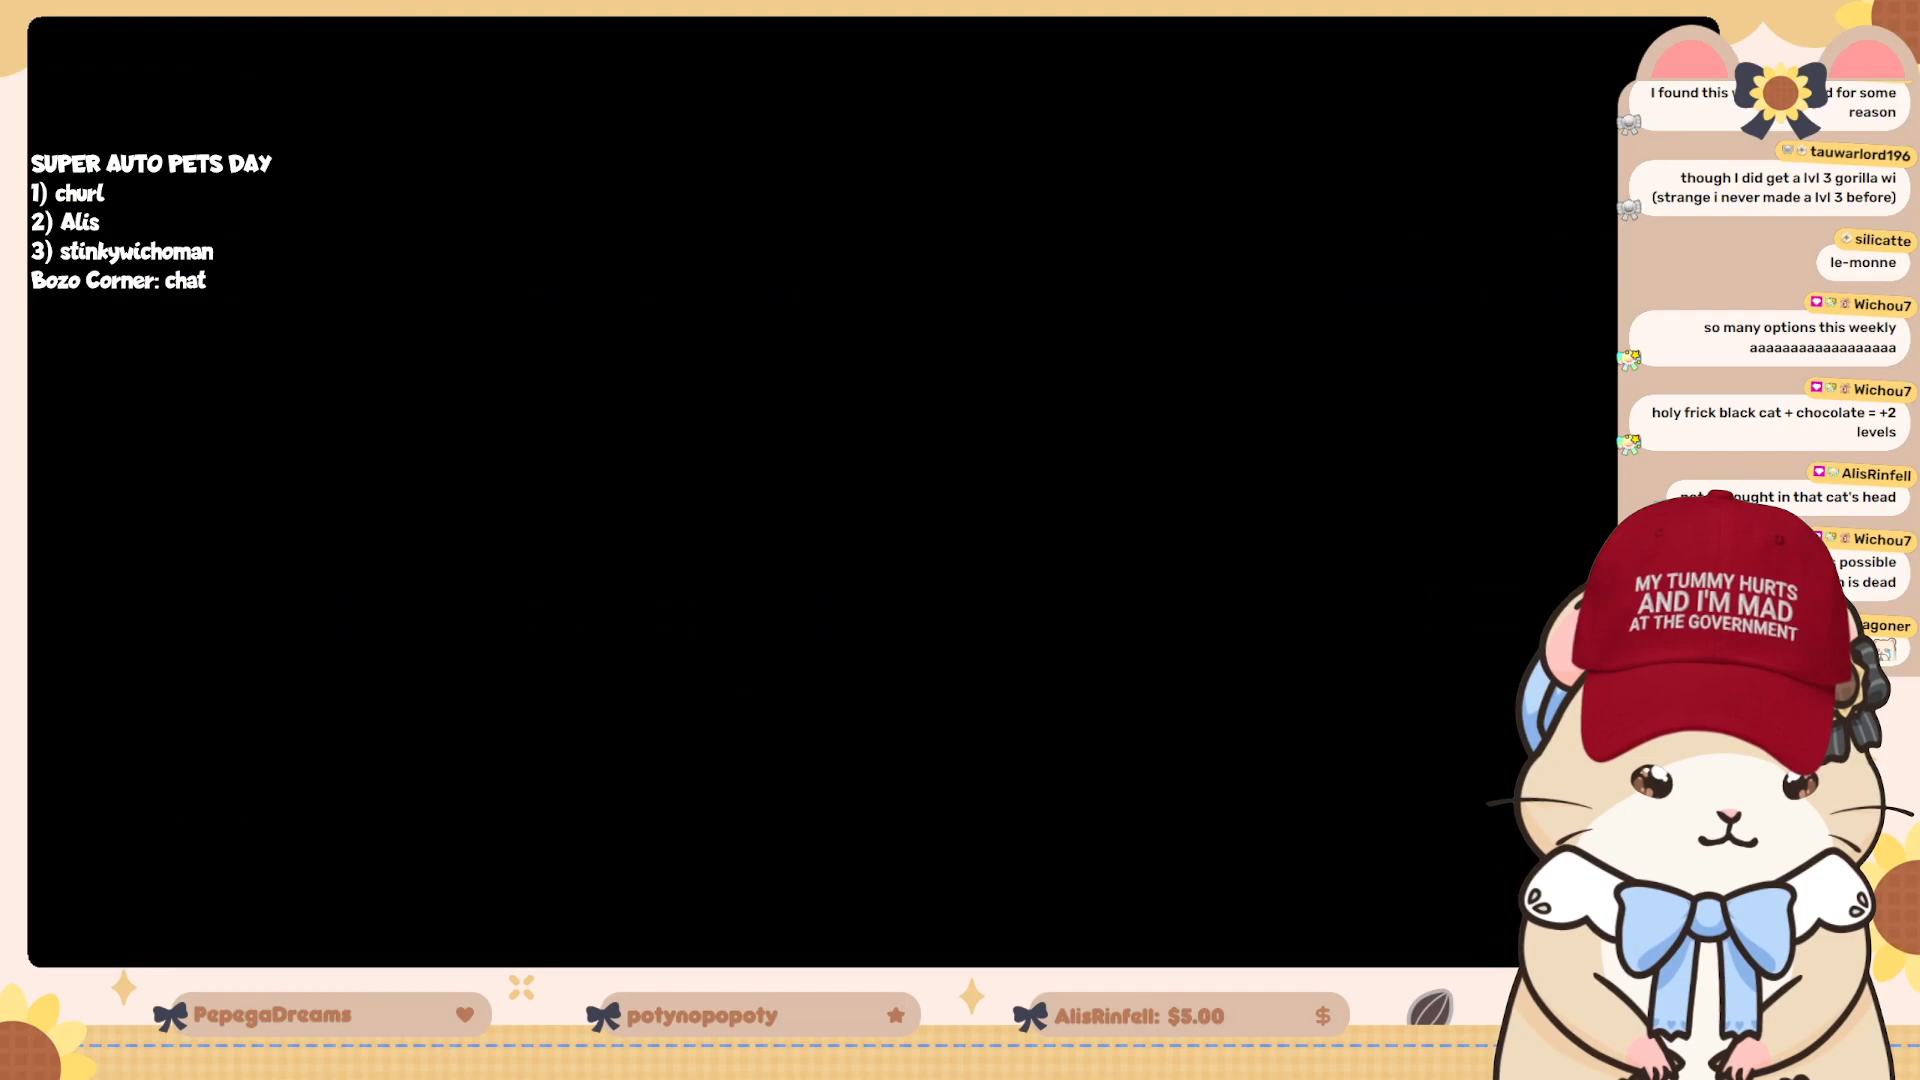 SUPER AUTO PETS DAY
1) churl
2) Alis
3) stinkywichoman
Bozo Corner: chat
I found this
for some
reason
tauwarlord196
though I did get a lvl 3 gorilla wi
(strange i never made a lvl 3 before)
silicatte
le-monne
Wichou7
so many options this weekly
aaaaaaaaaaaaaaaaaa
Wichou7
holy frick black cat + chocolate = +2
levels
AlisRinfell
in that cat's head
Wichou7
possible
is dead
MY TUMMY HURTS
AND I'M MAD
AT THE GOVERNMENT
PepegaDreams
potynopopoty
AlisRinfell: $5.00 $